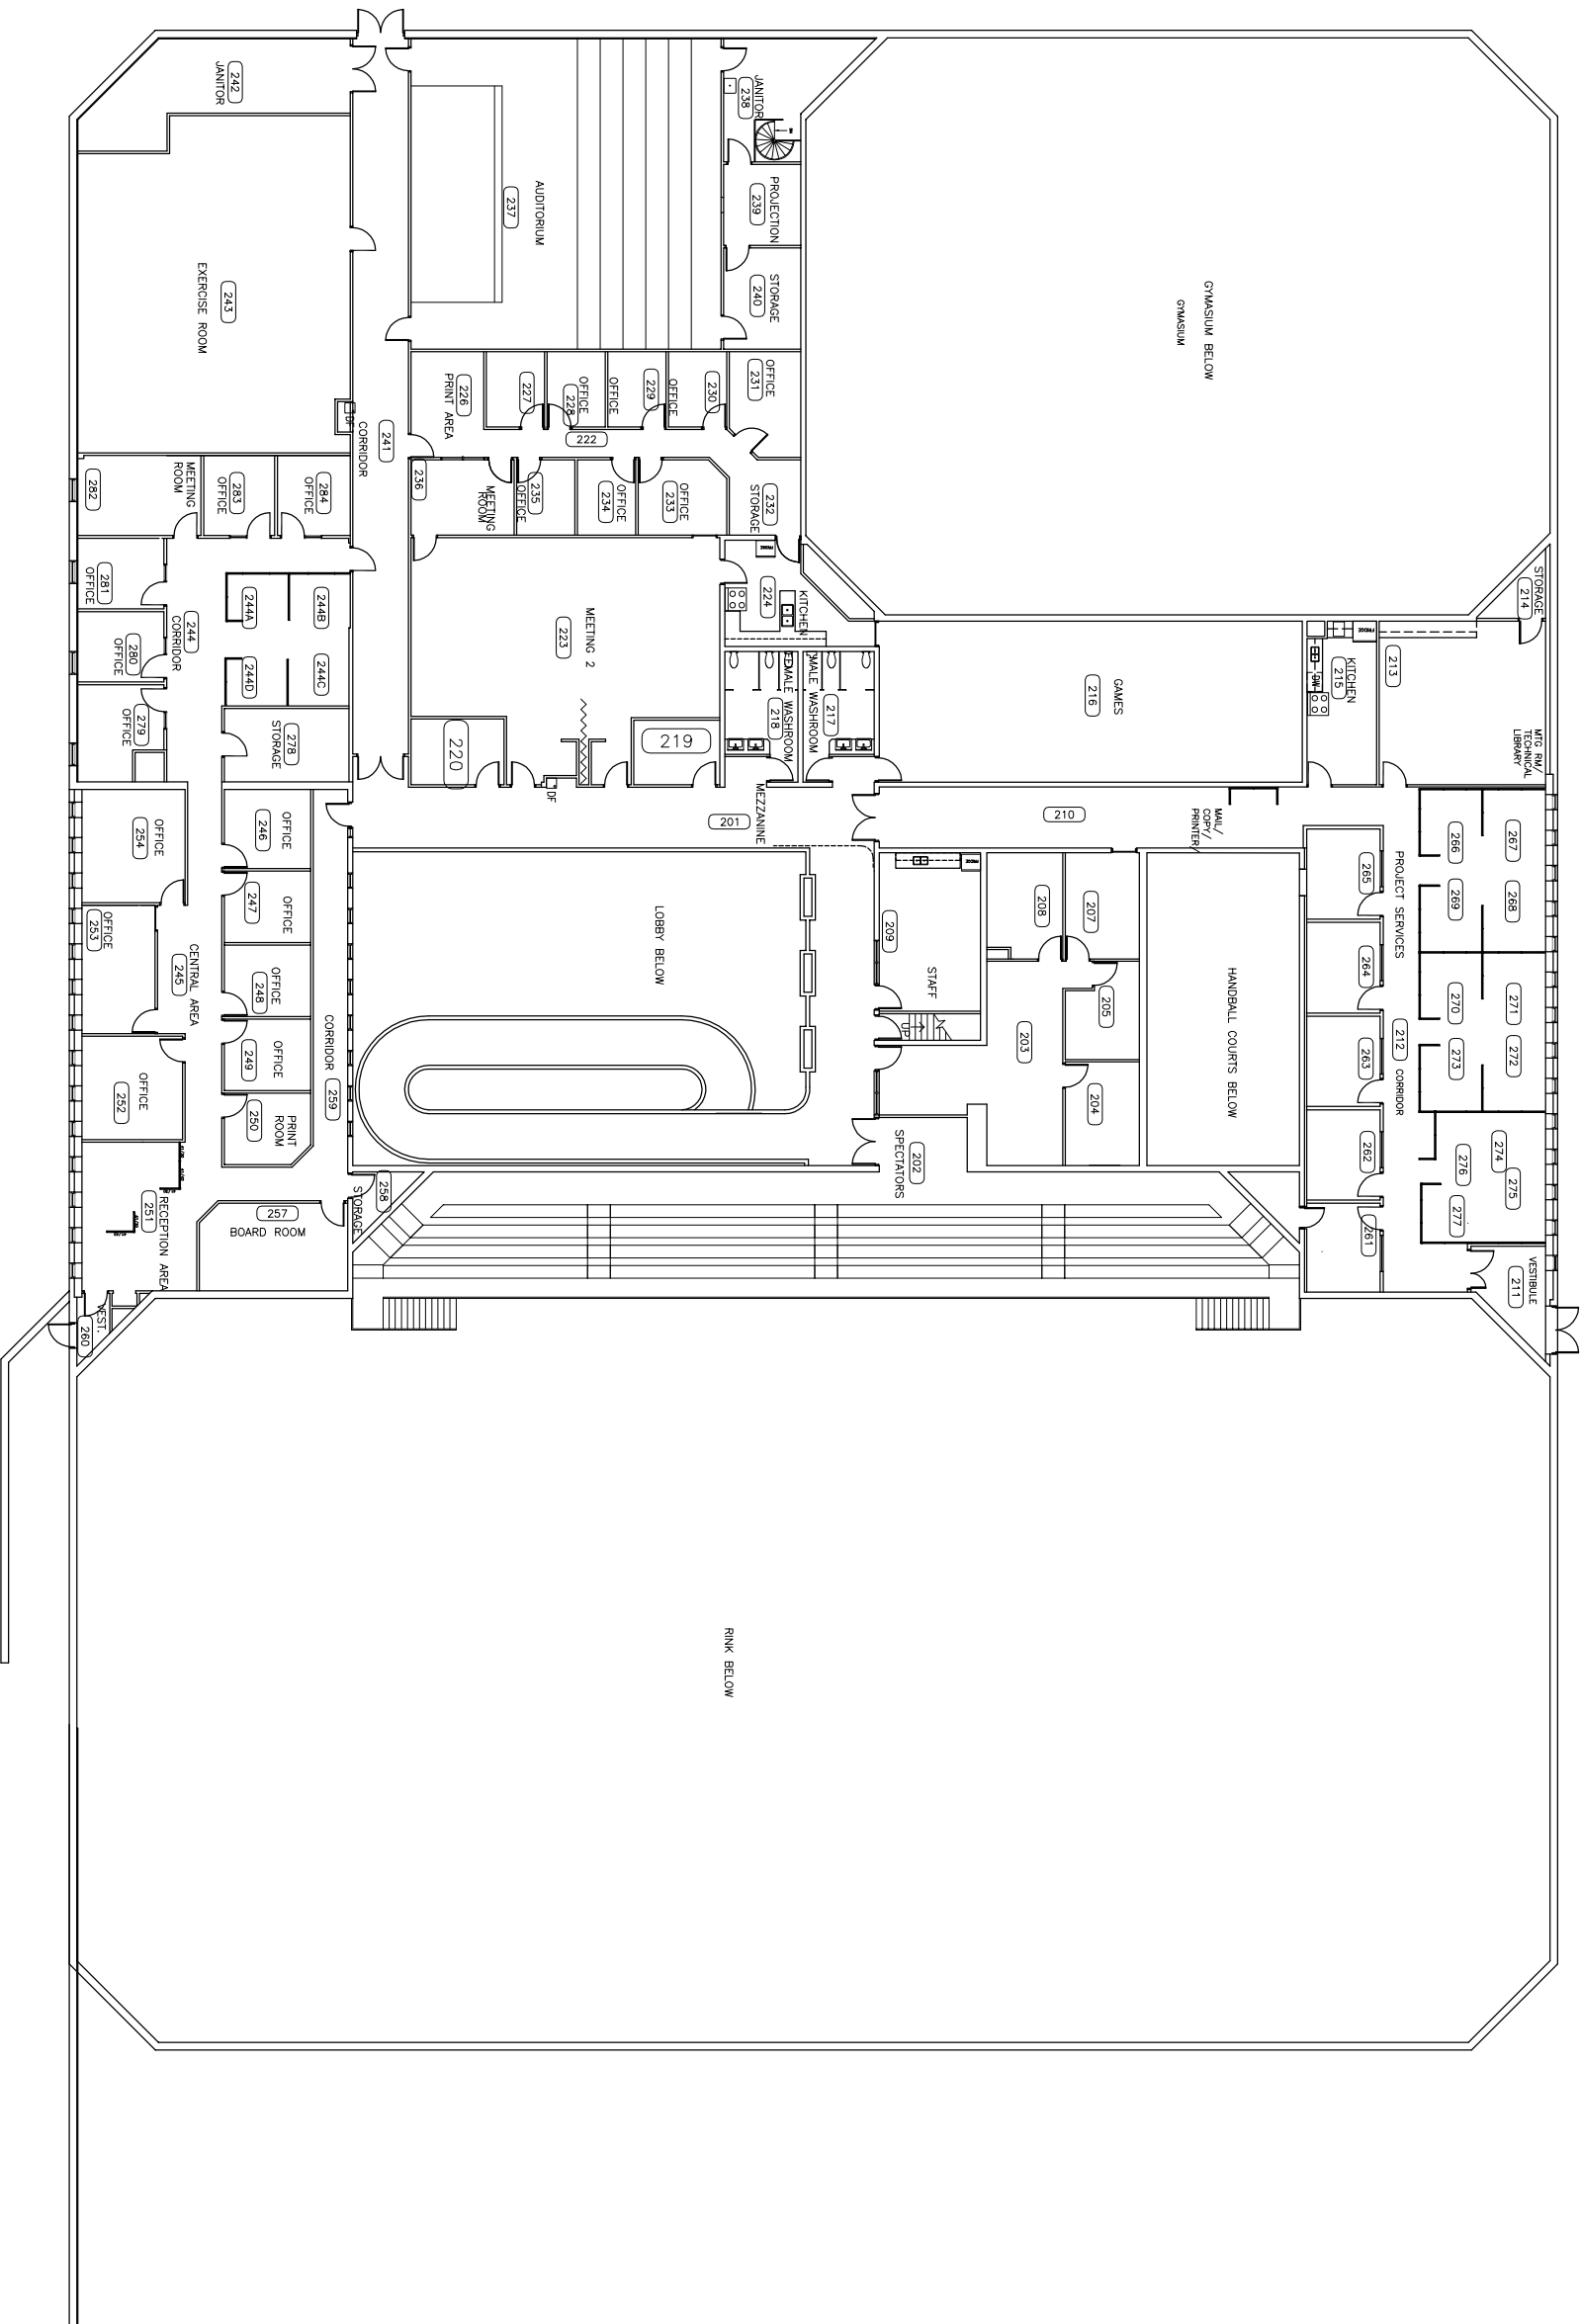 242
JANITOR
243
EXERCISE ROOM
237
AUDITORIUM
JANITOR
238
PROJECTION
239
STORAGE
240
GYMASIUM BELOW
GYMASIUM
241
CORRIDOR
DF
226
PRINT AREA
227
OFFICE
228
OFFICE
229
OFFICE
230
OFFICE
231
222
236
MEETING
ROOM
235
OFFICE
234
OFFICE
OFFICE
233
232
STORAGE
MEETING
ROOM
282
283
OFFICE
284
OFFICE
281
OFFICE
280
OFFICE
279
OFFICE
244
CORRIDOR
244A
244B
244C
244D
278
STORAGE
MEETING 2
223
220
219
DF
KITCHEN
224
FRIDGE
FEMALE WASHROOM
218
MALE WASHROOM
217
GAMES
216
STORAGE
214
213
MTG RM/
TECHNICAL
LIBRARY
KITCHEN
215
FRIDGE
DW
MEZZANINE
201
210
MAIL/
COPY/
PRINTER/
PROJECT SERVICES
212
CORRIDOR
265
264
263
262
261
266
267
268
269
270
271
272
273
274
275
276
277
VESTIBULE
211
HANDBALL COURTS BELOW
208
207
205
203
204
209
STAFF
FRIDGE
UP
202
SPECTATORS
LOBBY BELOW
OFFICE
246
OFFICE
247
OFFICE
248
OFFICE
249
PRINT
ROOM
250
CORRIDOR
259
OFFICE
254
OFFICE
253
CENTRAL AREA
245
OFFICE
252
RECEPTION AREA
251
257
BOARD ROOM
258
STORAGE
VEST.
260
RINK BELOW